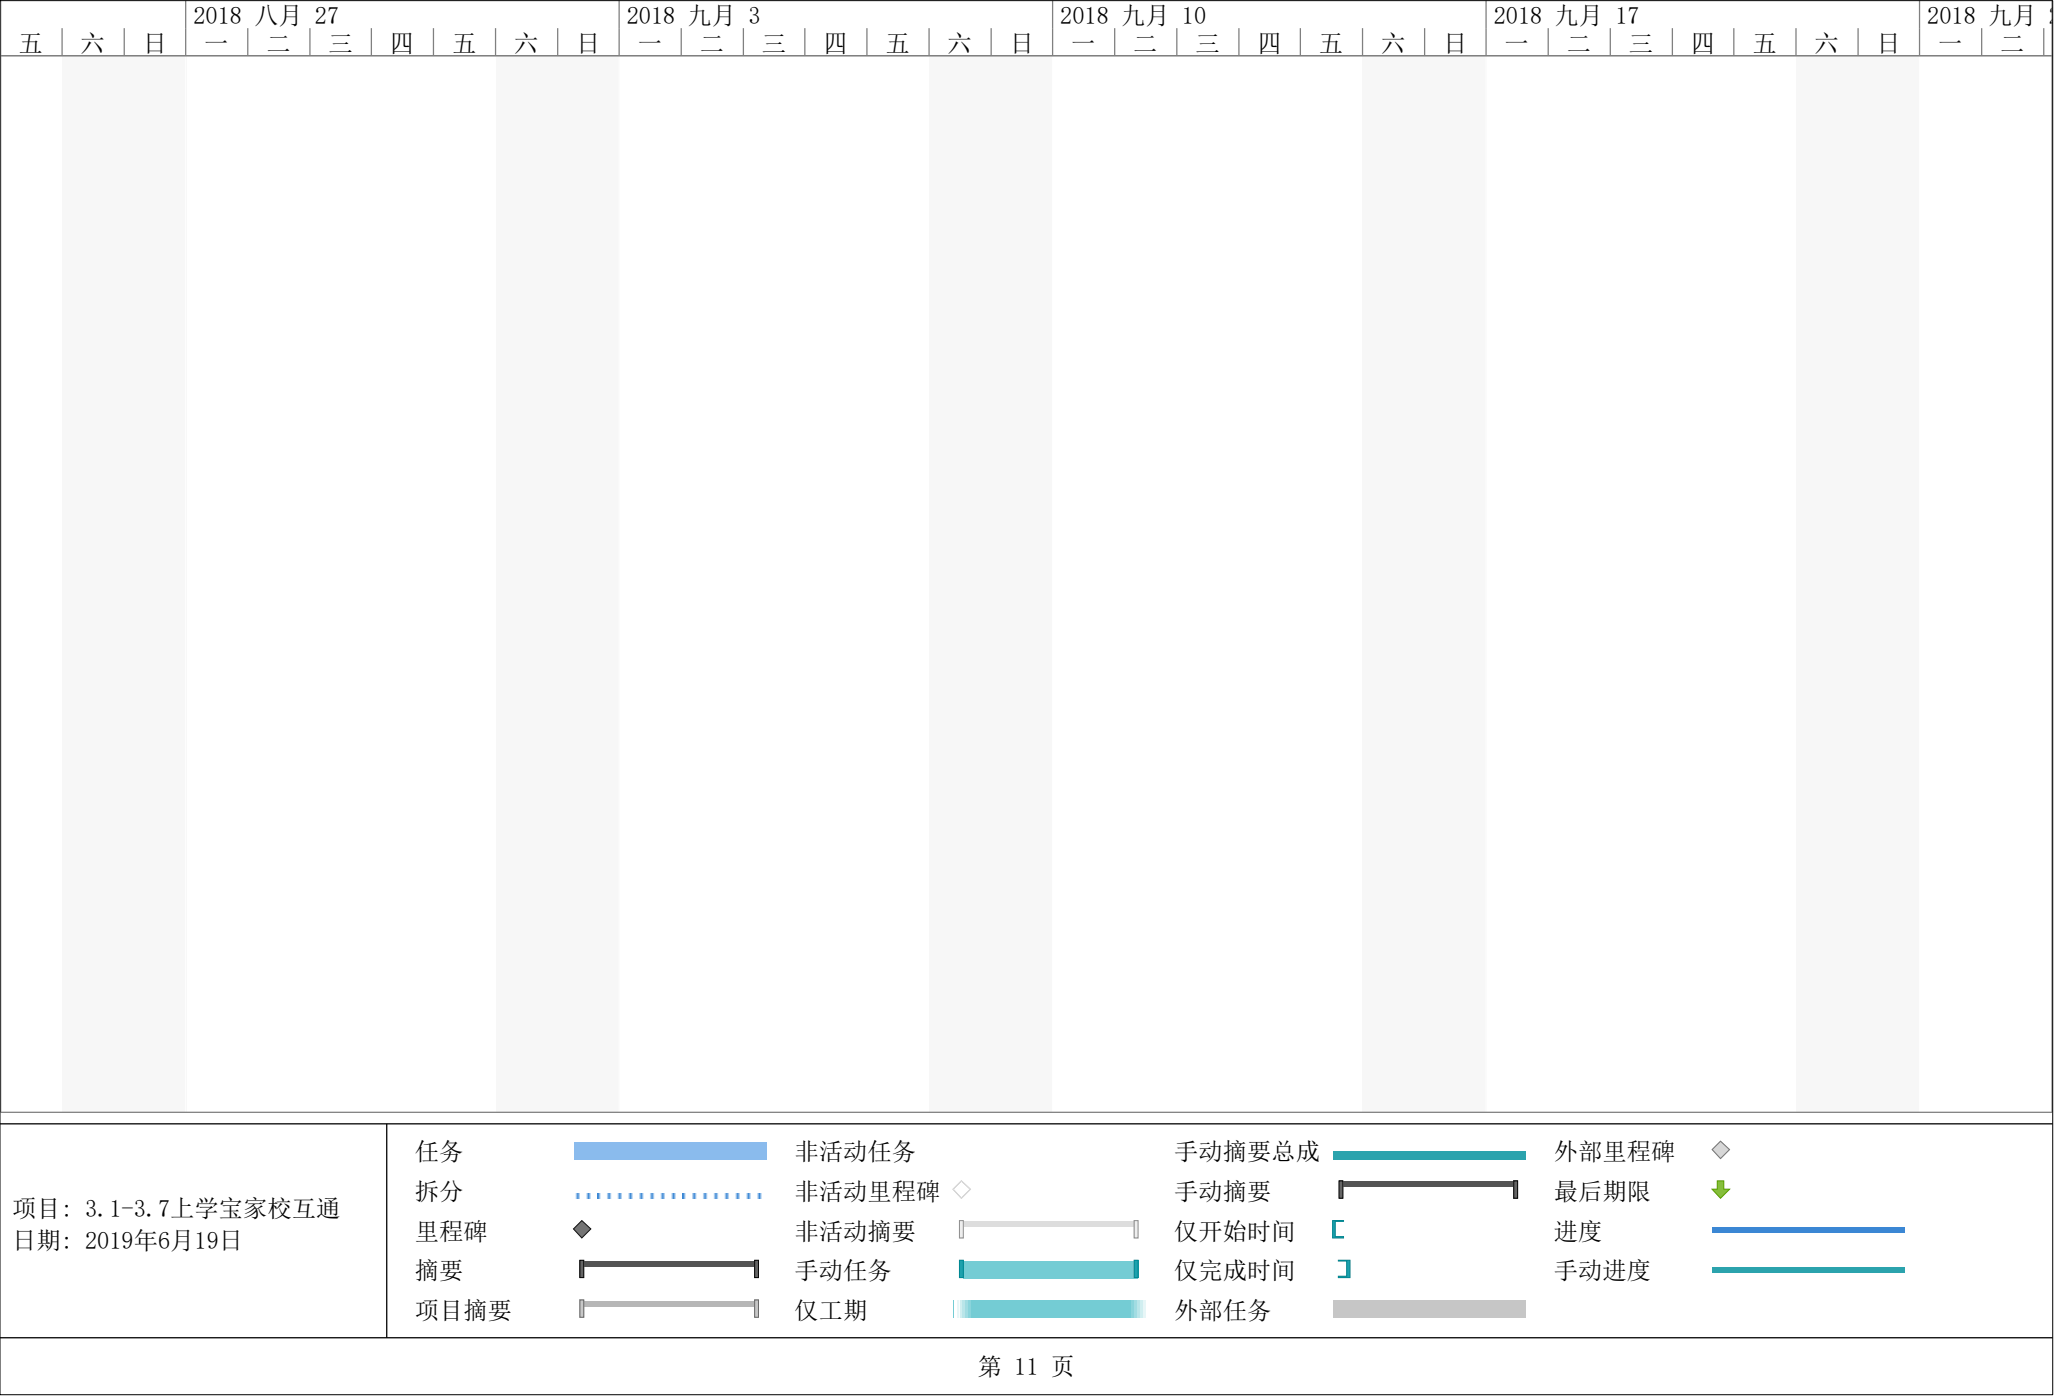 2018 八月 27 2018 九月 3 2018 九月 10 2018 九月 17 2018 九月
五 六 日 一 二 三 四 五 六 日 一 二 三 四 五 六 日 一 二 三 四 五 六 日 一 二 三 四 五 六 日 一 二
任务 非活动任务 手动摘要总成 外部里程碑
拆分 非活动里程碑 手动摘要 最后期限
项目: 3.1-3.7上学宝家校互通
日期: 2019年6月19日
里程碑 非活动摘要 仅开始时间 进度
摘要 手动任务 仅完成时间 手动进度
项目摘要 仅工期 外部任务
第 11 页